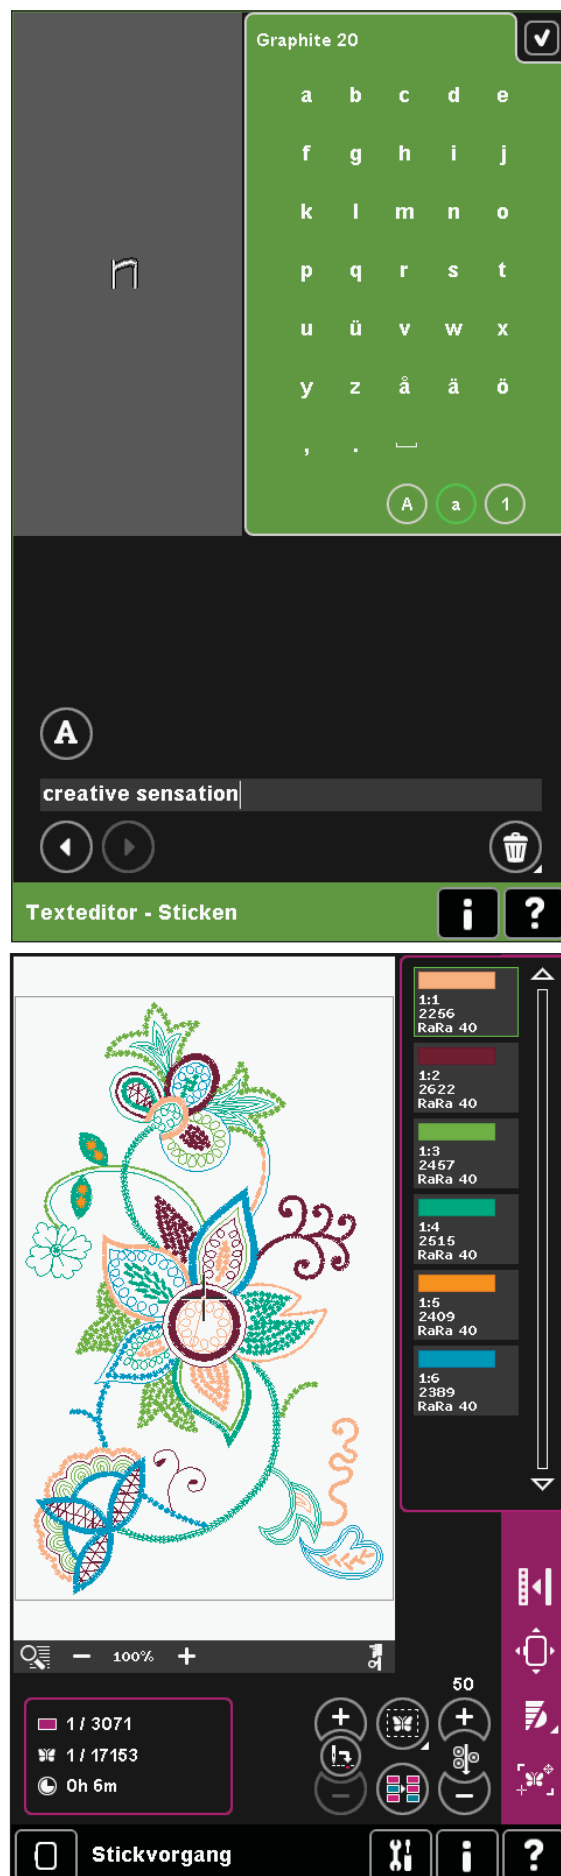 Graphite 20
a b c d e
f g h i j
k l m n o
p q r s t
u ü v w x
y z å ä ö
, .
A a 1
n
A
creative sensation
Texteditor - Sticken i ?
1:1
2256
RaRa 40
1:2
2622
RaRa 40
1:3
2457
RaRa 40
1:4
2515
RaRa 40
1:5
2409
RaRa 40
1:6
2389
RaRa 40
100%
50
1 / 3071
1 / 17153
0h 6m
Stickvorgang i ?